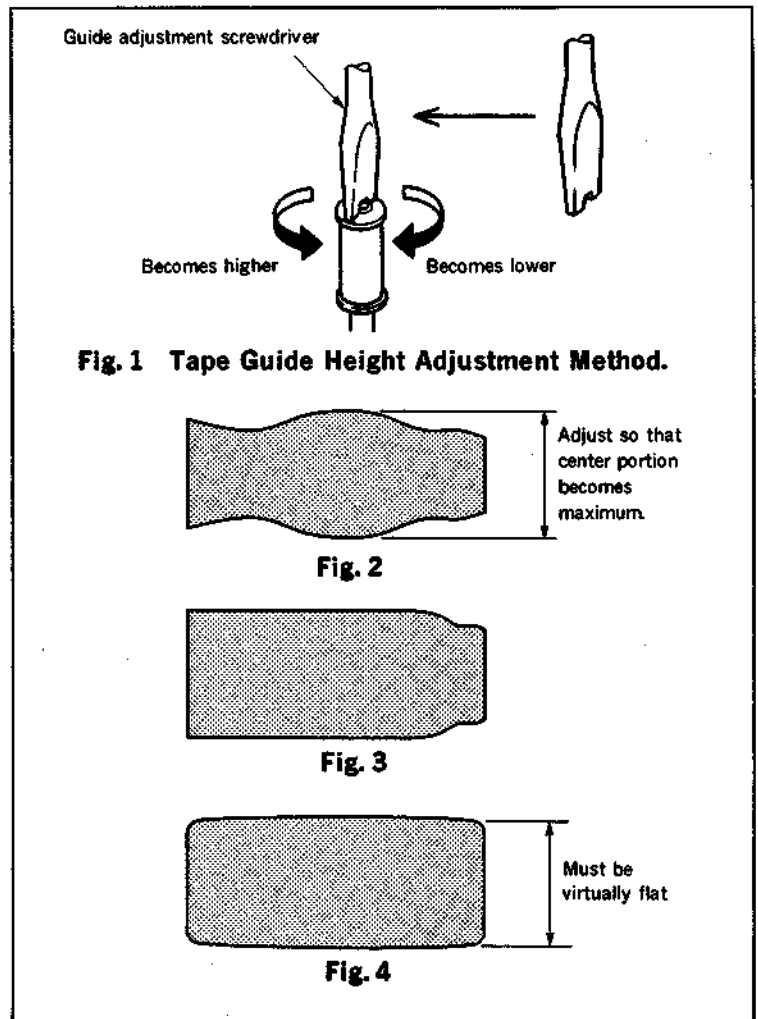 Guide adjustment screwdriver
Becomes higher
Becomes lower
Fig. 1 Tape Guide Height Adjustment Method.
Adjust so that
center portion
becomes
maximum.
Fig. 2
Fig. 3
Must be
virtually flat
Fig. 4